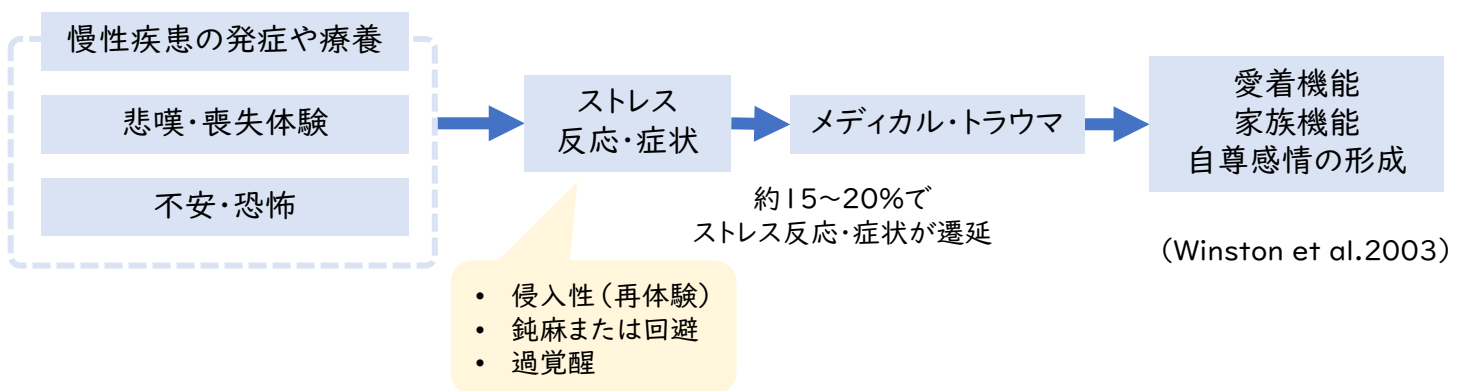 慢性疾患の発症や療養
悲嘆・喪失体験
不安・恐怖
ストレス
反応・症状
• 侵入性（再体験）
• 鈍麻または回避
• 過覚醒
メディカル・トラウマ
約15～20%で
ストレス反応・症状が遷延
愛着機能
家族機能
自尊感情の形成
（Winston et al.2003）